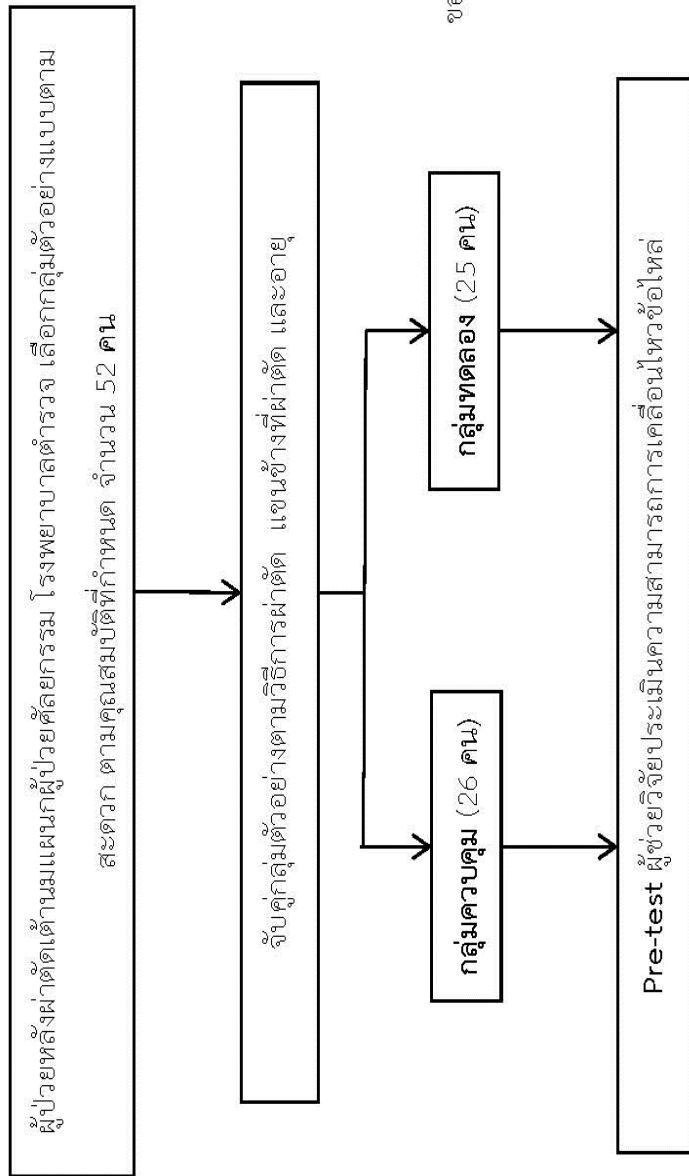 ผู้ป่วยหลังผ่าตัดเต้านมแผนกผู้ป่วยศัลยกรรม โรงพยาบาลตำรวจ เลือกกลุ่มตัวอย่างแบบตาม
สะดวก ตามคุณสมบัติที่กำหนด จำนวน 52 คน
จับคู่กลุ่มตัวอย่างตามวิธีการผ่าตัด แขนข้างที่ผ่าตัด และอายุ
กลุ่มควบคุม (26 คน)
กลุ่มทดลอง (25 คน)
Pre-test ผู้ช่วยวิจัยประเมินความสามารถการเคลื่อนไหวข้อไหล่